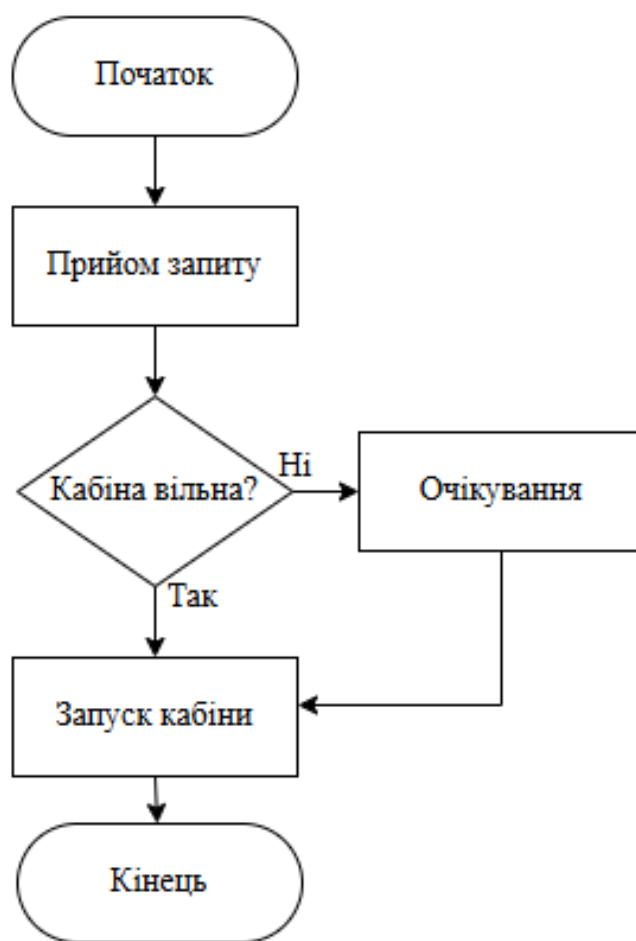 Початок
Прийом запиту
Кабіна вільна?
Ні
Очікування
Так
Запуск кабіни
Кінець